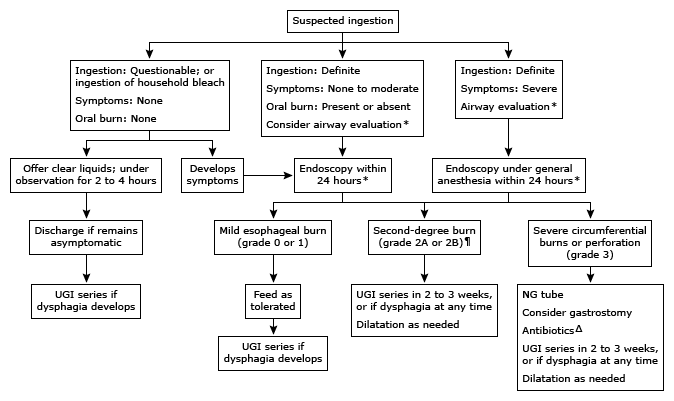 Suspected ingestion
Ingestion: Questionable; or
ingestion of household bleach
Symptoms: None
Oral burn: None
Ingestion: Definite
Symptoms: None to moderate
Oral burn: Present or absent
Consider airway evaluation*
Ingestion: Definite
Symptoms: Severe
Airway evaluation*
Offer clear liquids; under
observation for 2 to 4 hours
Develops
symptoms
Endoscopy within
24 hours*
Endoscopy under general
anesthesia within 24 hours*
Discharge if remains
asymptomatic
Mild esophageal burn
(grade 0 or 1)
Second-degree burn
(grade 2A or 2B)¶
Severe circumferential
burns or perforation
(grade 3)
UGI series if
dysphagia develops
Feed as
tolerated
UGI series if
dysphagia develops
UGI series in 2 to 3 weeks,
or if dysphagia at any time
Dilatation as needed
NG tube
Consider gastrostomy
AntibioticsΔ
UGI series in 2 to 3 weeks,
or if dysphagia at any time
Dilatation as needed